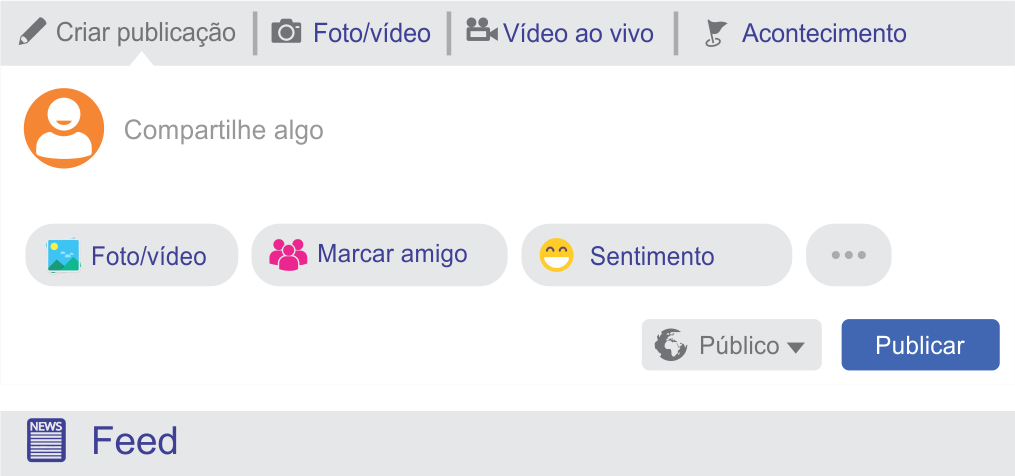 Criar publicação Foto/vídeo Vídeo ao vivo Acontecimento
Compartilhe algo
Foto/vídeo Marcar amigo Sentimento
Público Publicar
NEWS Feed